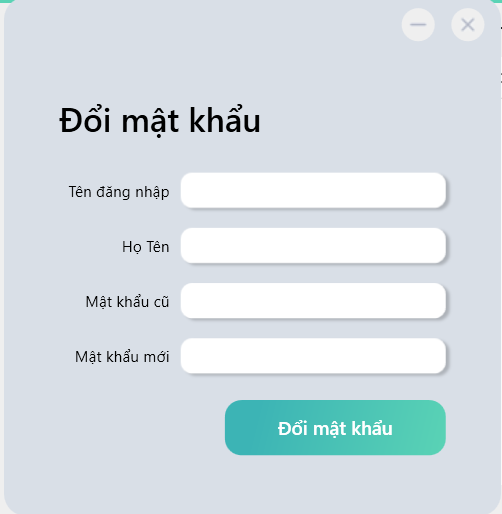 Đổi mật khẩu
Tên đăng nhập
Họ Tên
Mật khẩu cũ
Mật khẩu mới
Đổi mật khẩu